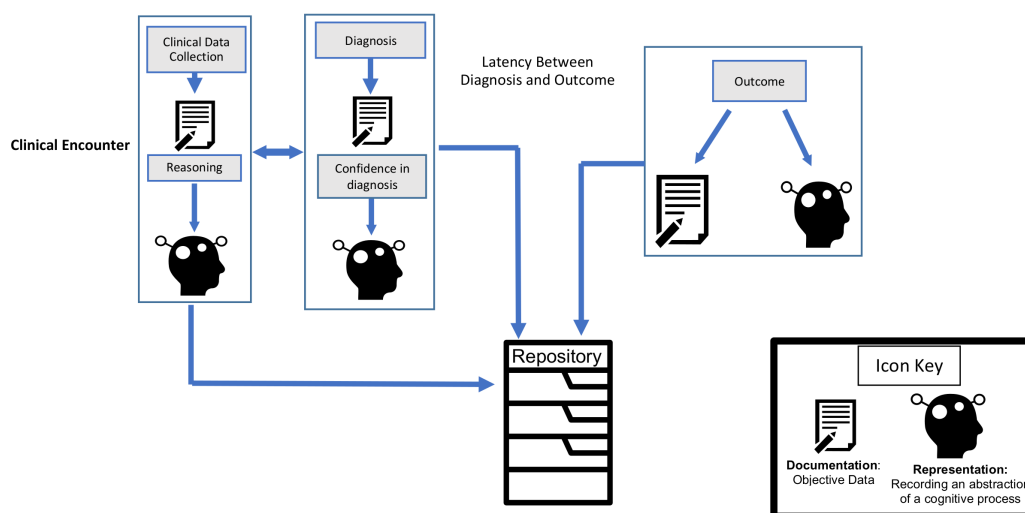 Clinical Encounter
Clinical Data
Collection
Reasoning
Diagnosis
Confidence in
diagnosis
Latency Between
Diagnosis and Outcome
Outcome
Repository
Icon Key
Documentation:
Objective Data
Representation:
Recording an abstraction
of a cognitive process